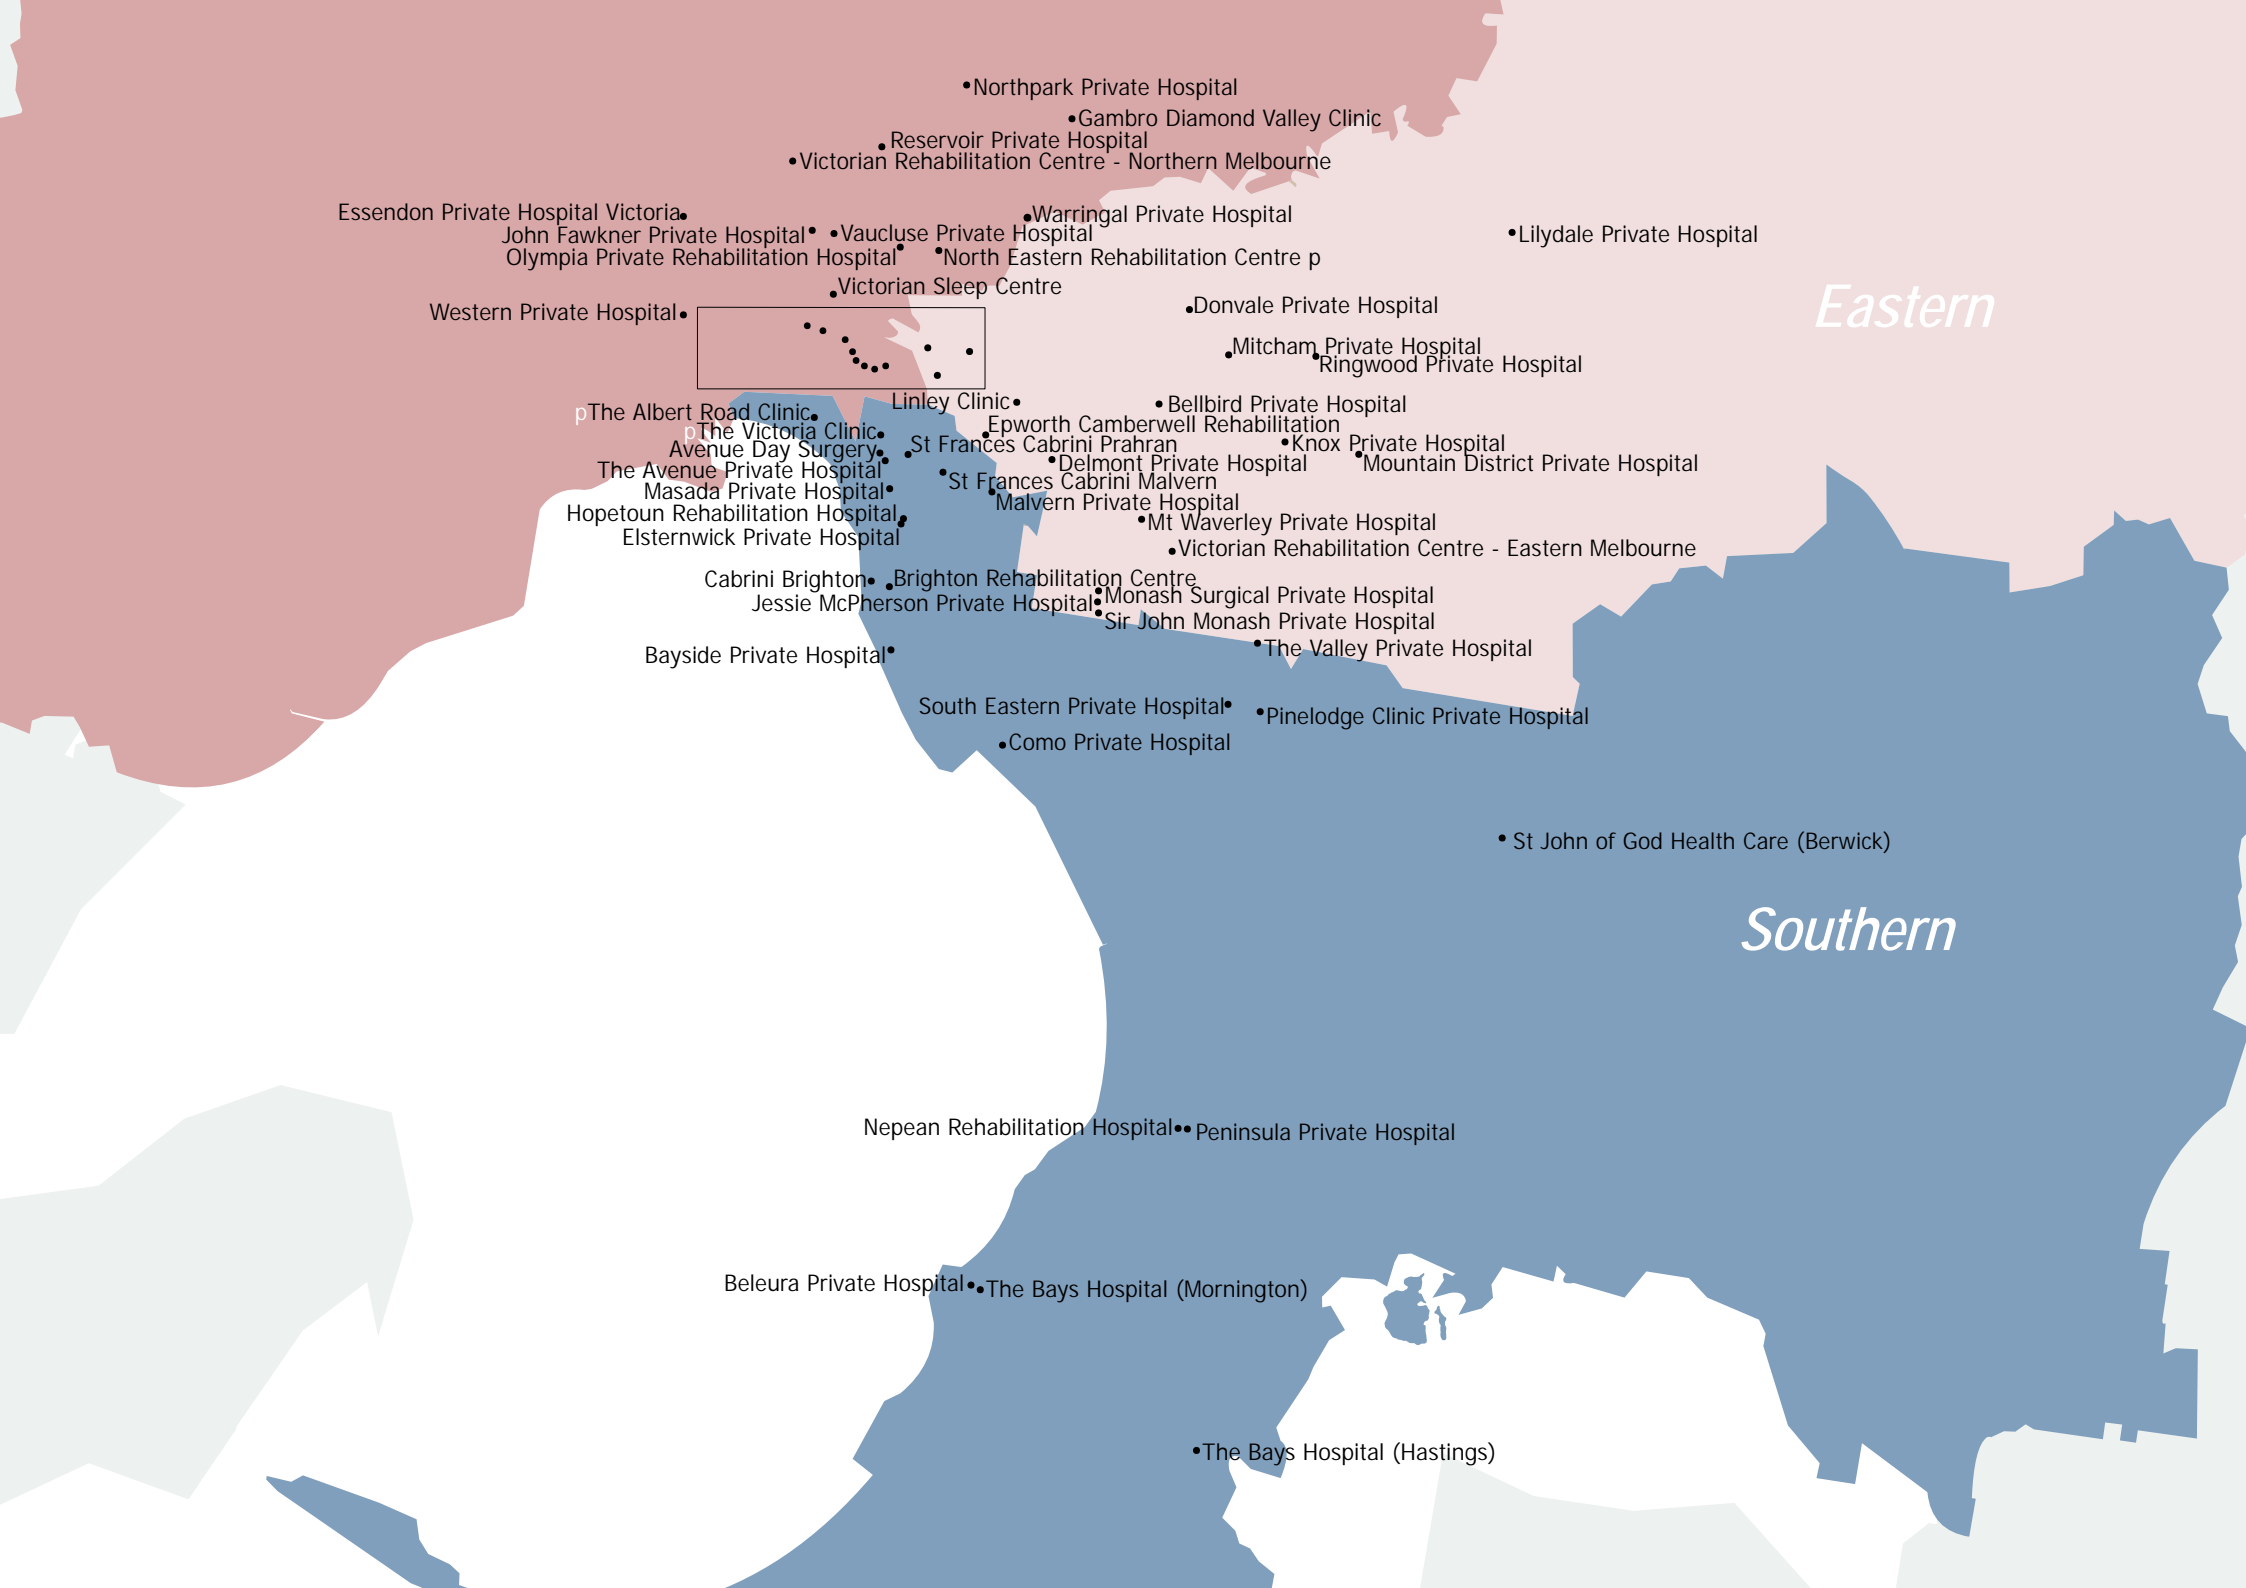 Northpark Private Hospital
Gambro Diamond Valley Clinic
Reservoir Private Hospital
Victorian Rehabilitation Centre - Northern Melbourne
Essendon Private Hospital Victoria
Warringal Private Hospital
John Fawkner Private Hospital
Vaucluse Private Hospital
Lilydale Private Hospital
Olympia Private Rehabilitation Hospital
North Eastern Rehabilitation Centre p
Victorian Sleep Centre
Eastern
Western Private Hospital
Donvale Private Hospital
Mitcham Private Hospital
Ringwood Private Hospital
Linley Clinic
Bellbird Private Hospital
pThe Albert Road Clinic
Epworth Camberwell Rehabilitation
p The Victoria Clinic
St Frances Cabrini Prahran
Knox Private Hospital
Avenue Day Surgery
Delmont Private Hospital
Mountain District Private Hospital
The Avenue Private Hospital
St Frances Cabrini Malvern
Masada Private Hospital
Malvern Private Hospital
Hopetoun Rehabilitation Hospital
Mt Waverley Private Hospital
Elsternwick Private Hospital
Victorian Rehabilitation Centre - Eastern Melbourne
Cabrini Brighton
Brighton Rehabilitation Centre
Monash Surgical Private Hospital
Jessie McPherson Private Hospital
Sir John Monash Private Hospital
The Valley Private Hospital
Bayside Private Hospital
South Eastern Private Hospital
Pinelodge Clinic Private Hospital
Como Private Hospital
St John of God Health Care (Berwick)
Southern
Nepean Rehabilitation Hospital
Peninsula Private Hospital
Beleura Private Hospital
The Bays Hospital (Mornington)
The Bays Hospital (Hastings)